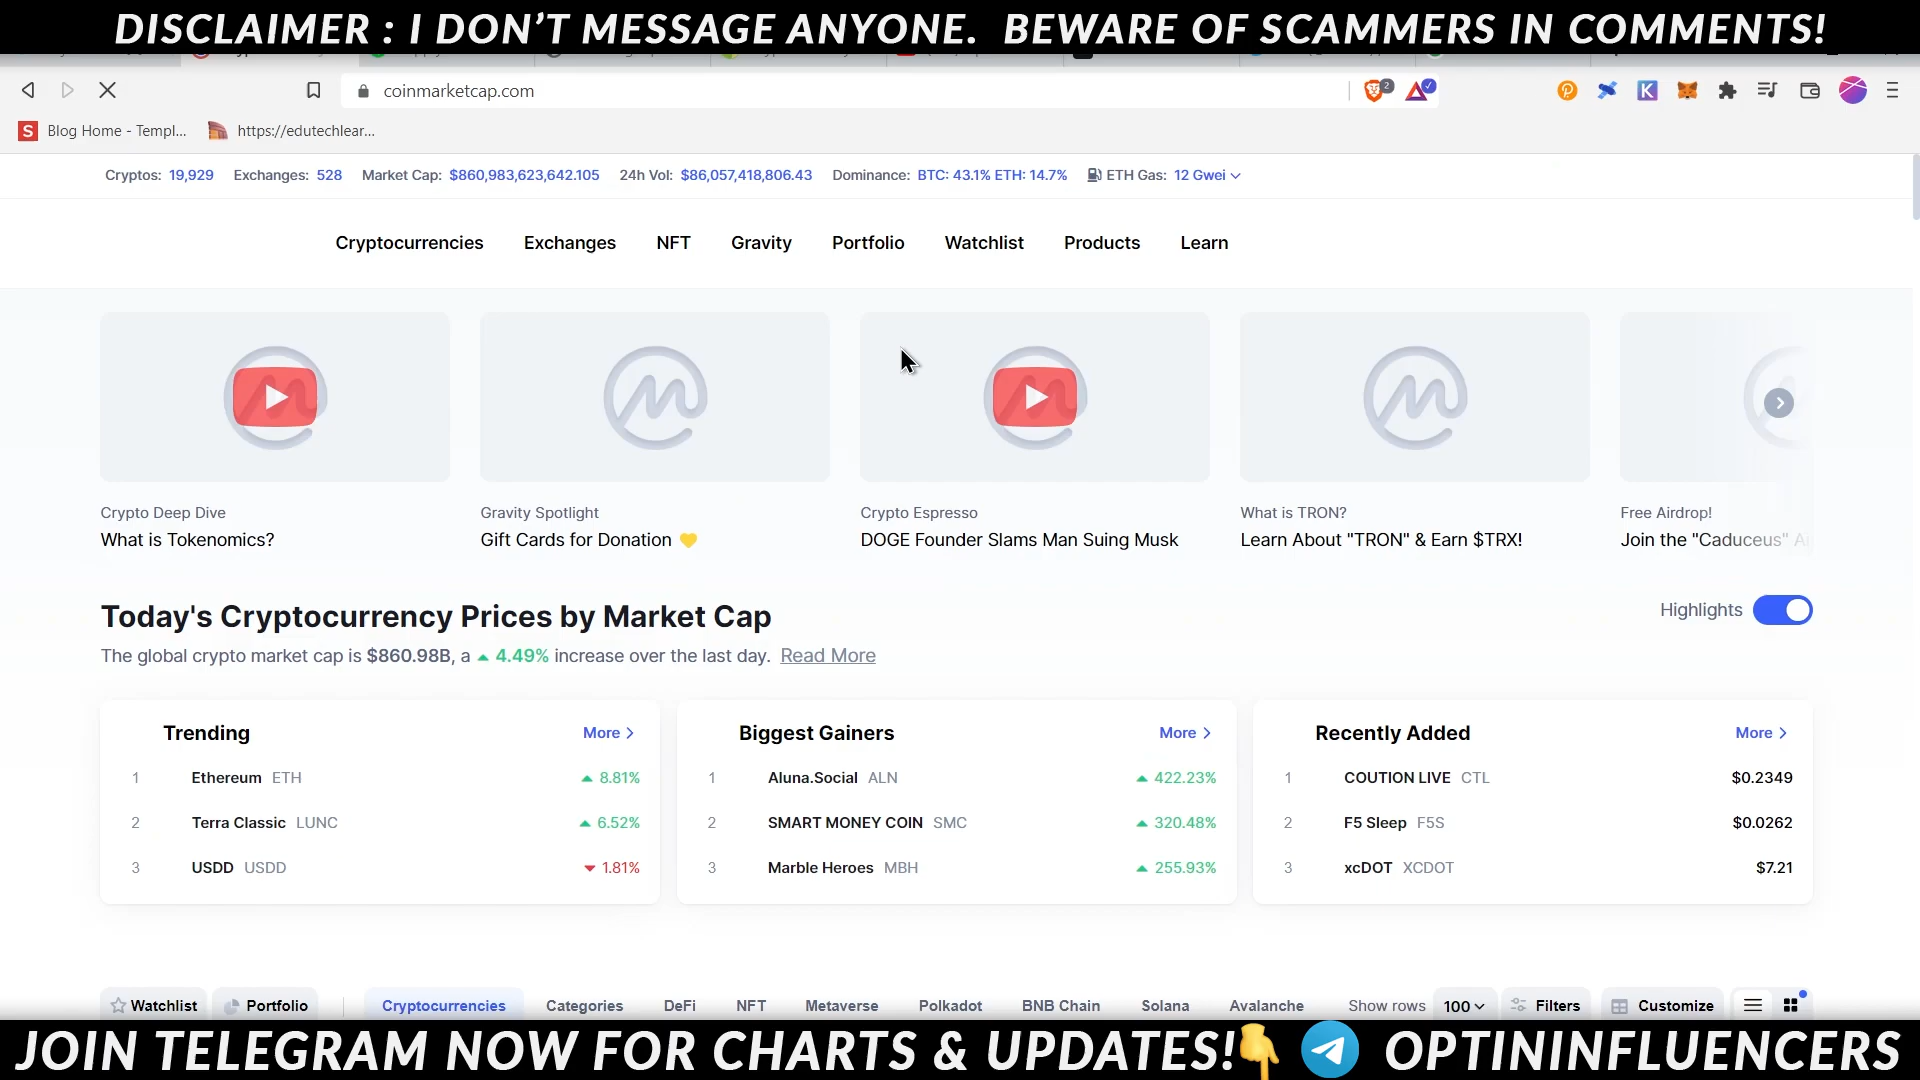 DISCLAIMER : I DON'T MESSAGE ANYONE. BEWARE OF SCAMMERS IN COMMENTS!
2
coinmarketcap.com
K
S Blog Home - Templ... https://edutechlear...
Cryptos: 19,929 Exchanges: 528 Market Cap: $860,983,623,642.105 24h Vol: $86,057,418,806.43 Dominance: BTC: 43.1% ETH: 14.7% ETH Gas: 12 Gwei
Cryptocurrencies Exchanges NFT Gravity Portfolio Watchlist Products Learn
Crypto Deep Dive Gravity Spotlight Crypto Espresso What is TRON? Free Airdrop!
What is Tokenomics? Gift Cards for Donation 💛 DOGE Founder Slams Man Suing Musk Learn About "TRON" & Earn $TRX! Join the "Caduceus" Ai
Today's Cryptocurrency Prices by Market Cap Highlights
The global crypto market cap is $860.98B, a ▲ 4.49% increase over the last day. Read More
Trending More >
1 Ethereum ETH ▲ 8.81%
2 Terra Classic LUNC ▲ 6.52%
3 USDD USDD ▼ 1.81%
Biggest Gainers More >
1 Aluna.Social ALN ▲ 422.23%
2 SMART MONEY COIN SMC ▲ 320.48%
3 Marble Heroes MBH ▲ 255.93%
Recently Added More >
1 COUTION LIVE CTL $0.2349
2 F5 Sleep F5S $0.0262
3 xcDOT XCDOT $7.21
Watchlist Portfolio Cryptocurrencies Categories DeFi NFT Metaverse Polkadot BNB Chain Solana Avalanche Show rows 100 Filters Customize
JOIN TELEGRAM NOW FOR CHARTS & UPDATES!👇 OPTININFLUENCERS